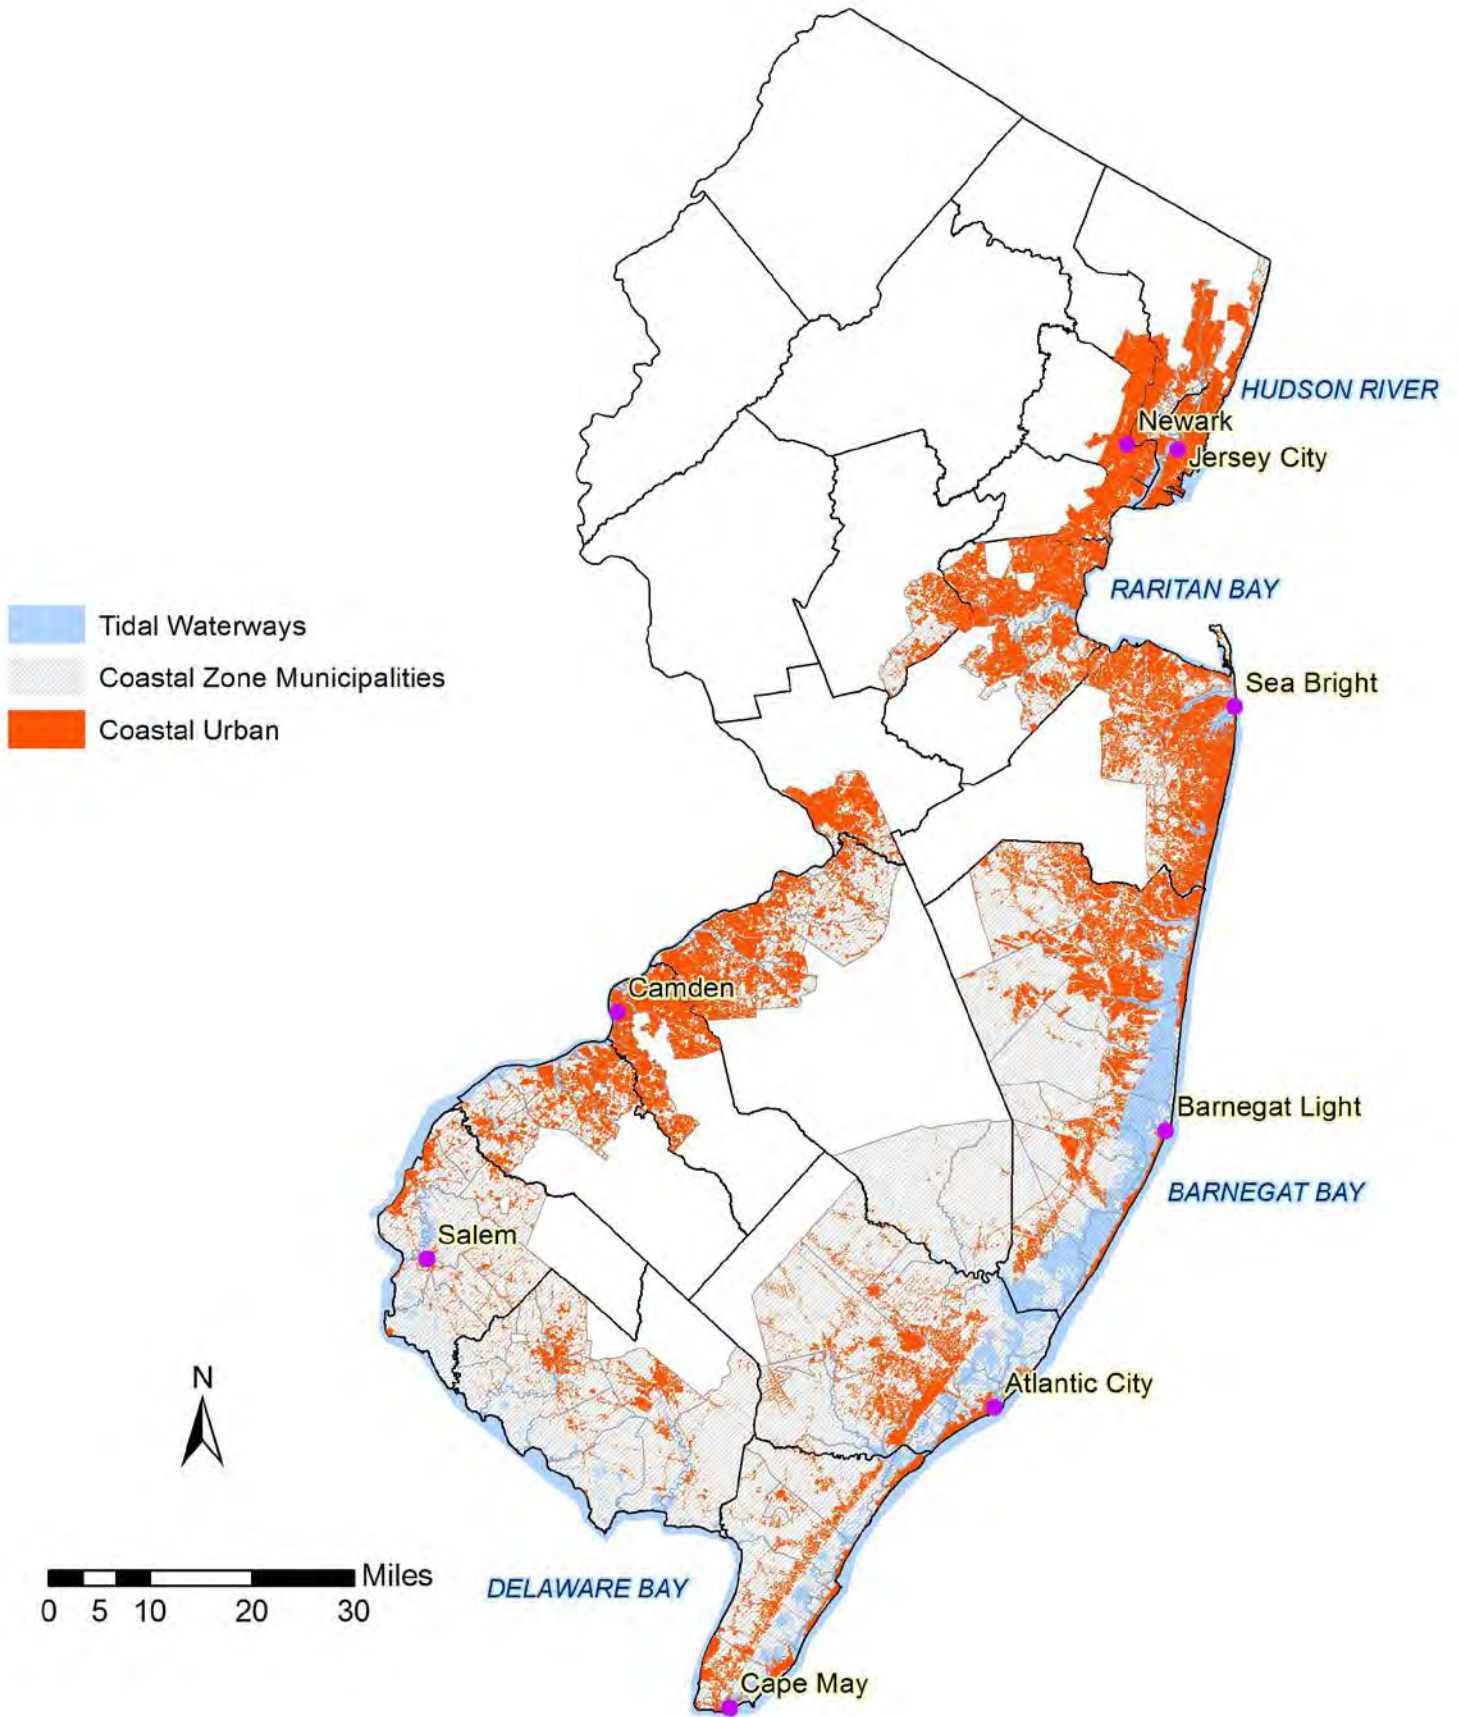 HUDSON RIVER
Newark
Jersey City
RARITAN BAY
Tidal Waterways
Coastal Zone Municipalities
Coastal Urban
Sea Bright
Camden
Barnegat Light
BARNEGAT BAY
Salem
Atlantic City
N
Miles
0 5 10 20 30
DELAWARE BAY
Cape May